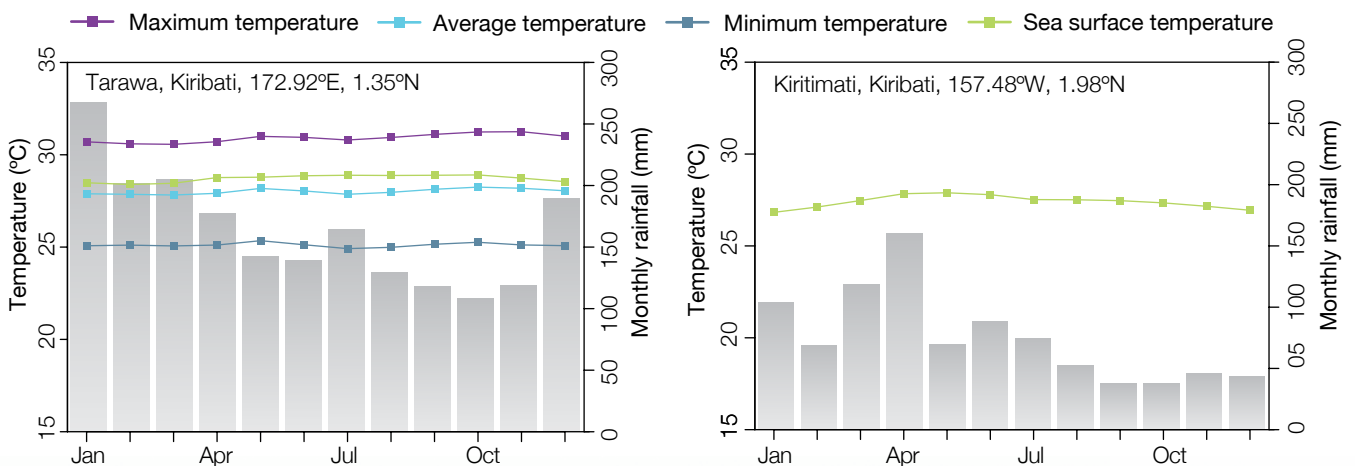 Maximum temperature Average temperature Minimum temperature Sea surface temperature
Tarawa, Kiribati, 172.92ºE, 1.35ºN
Temperature (ºC)
35
30
25
20
15
Monthly rainfall (mm)
300
250
200
150
100
50
0
Jan Apr Jul Oct
Kiritimati, Kiribati, 157.48ºW, 1.98ºN
Temperature (ºC)
35
30
25
20
15
Monthly rainfall (mm)
300
250
200
150
100
05
0
Jan Apr Jul Oct